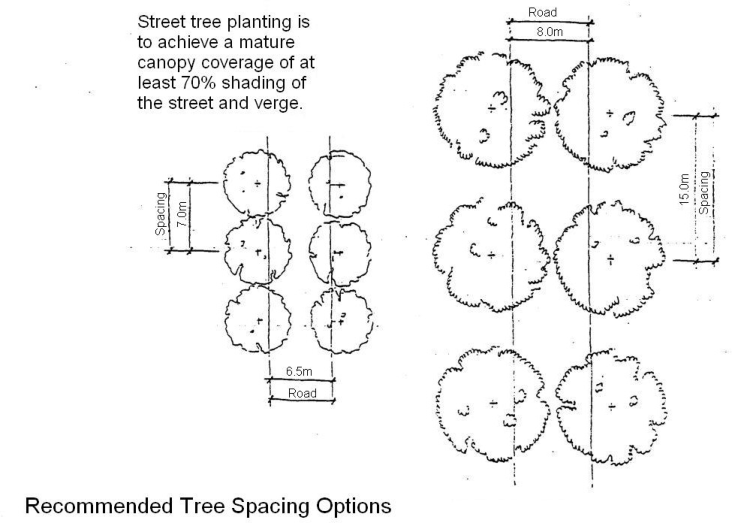 Street tree planting is
to achieve a mature
canopy coverage of at
least 70% shading of
the street and verge.
Road
8.0m
Spacing
7.0m
15.0m
Spacing
6.5m
Road
Recommended Tree Spacing Options